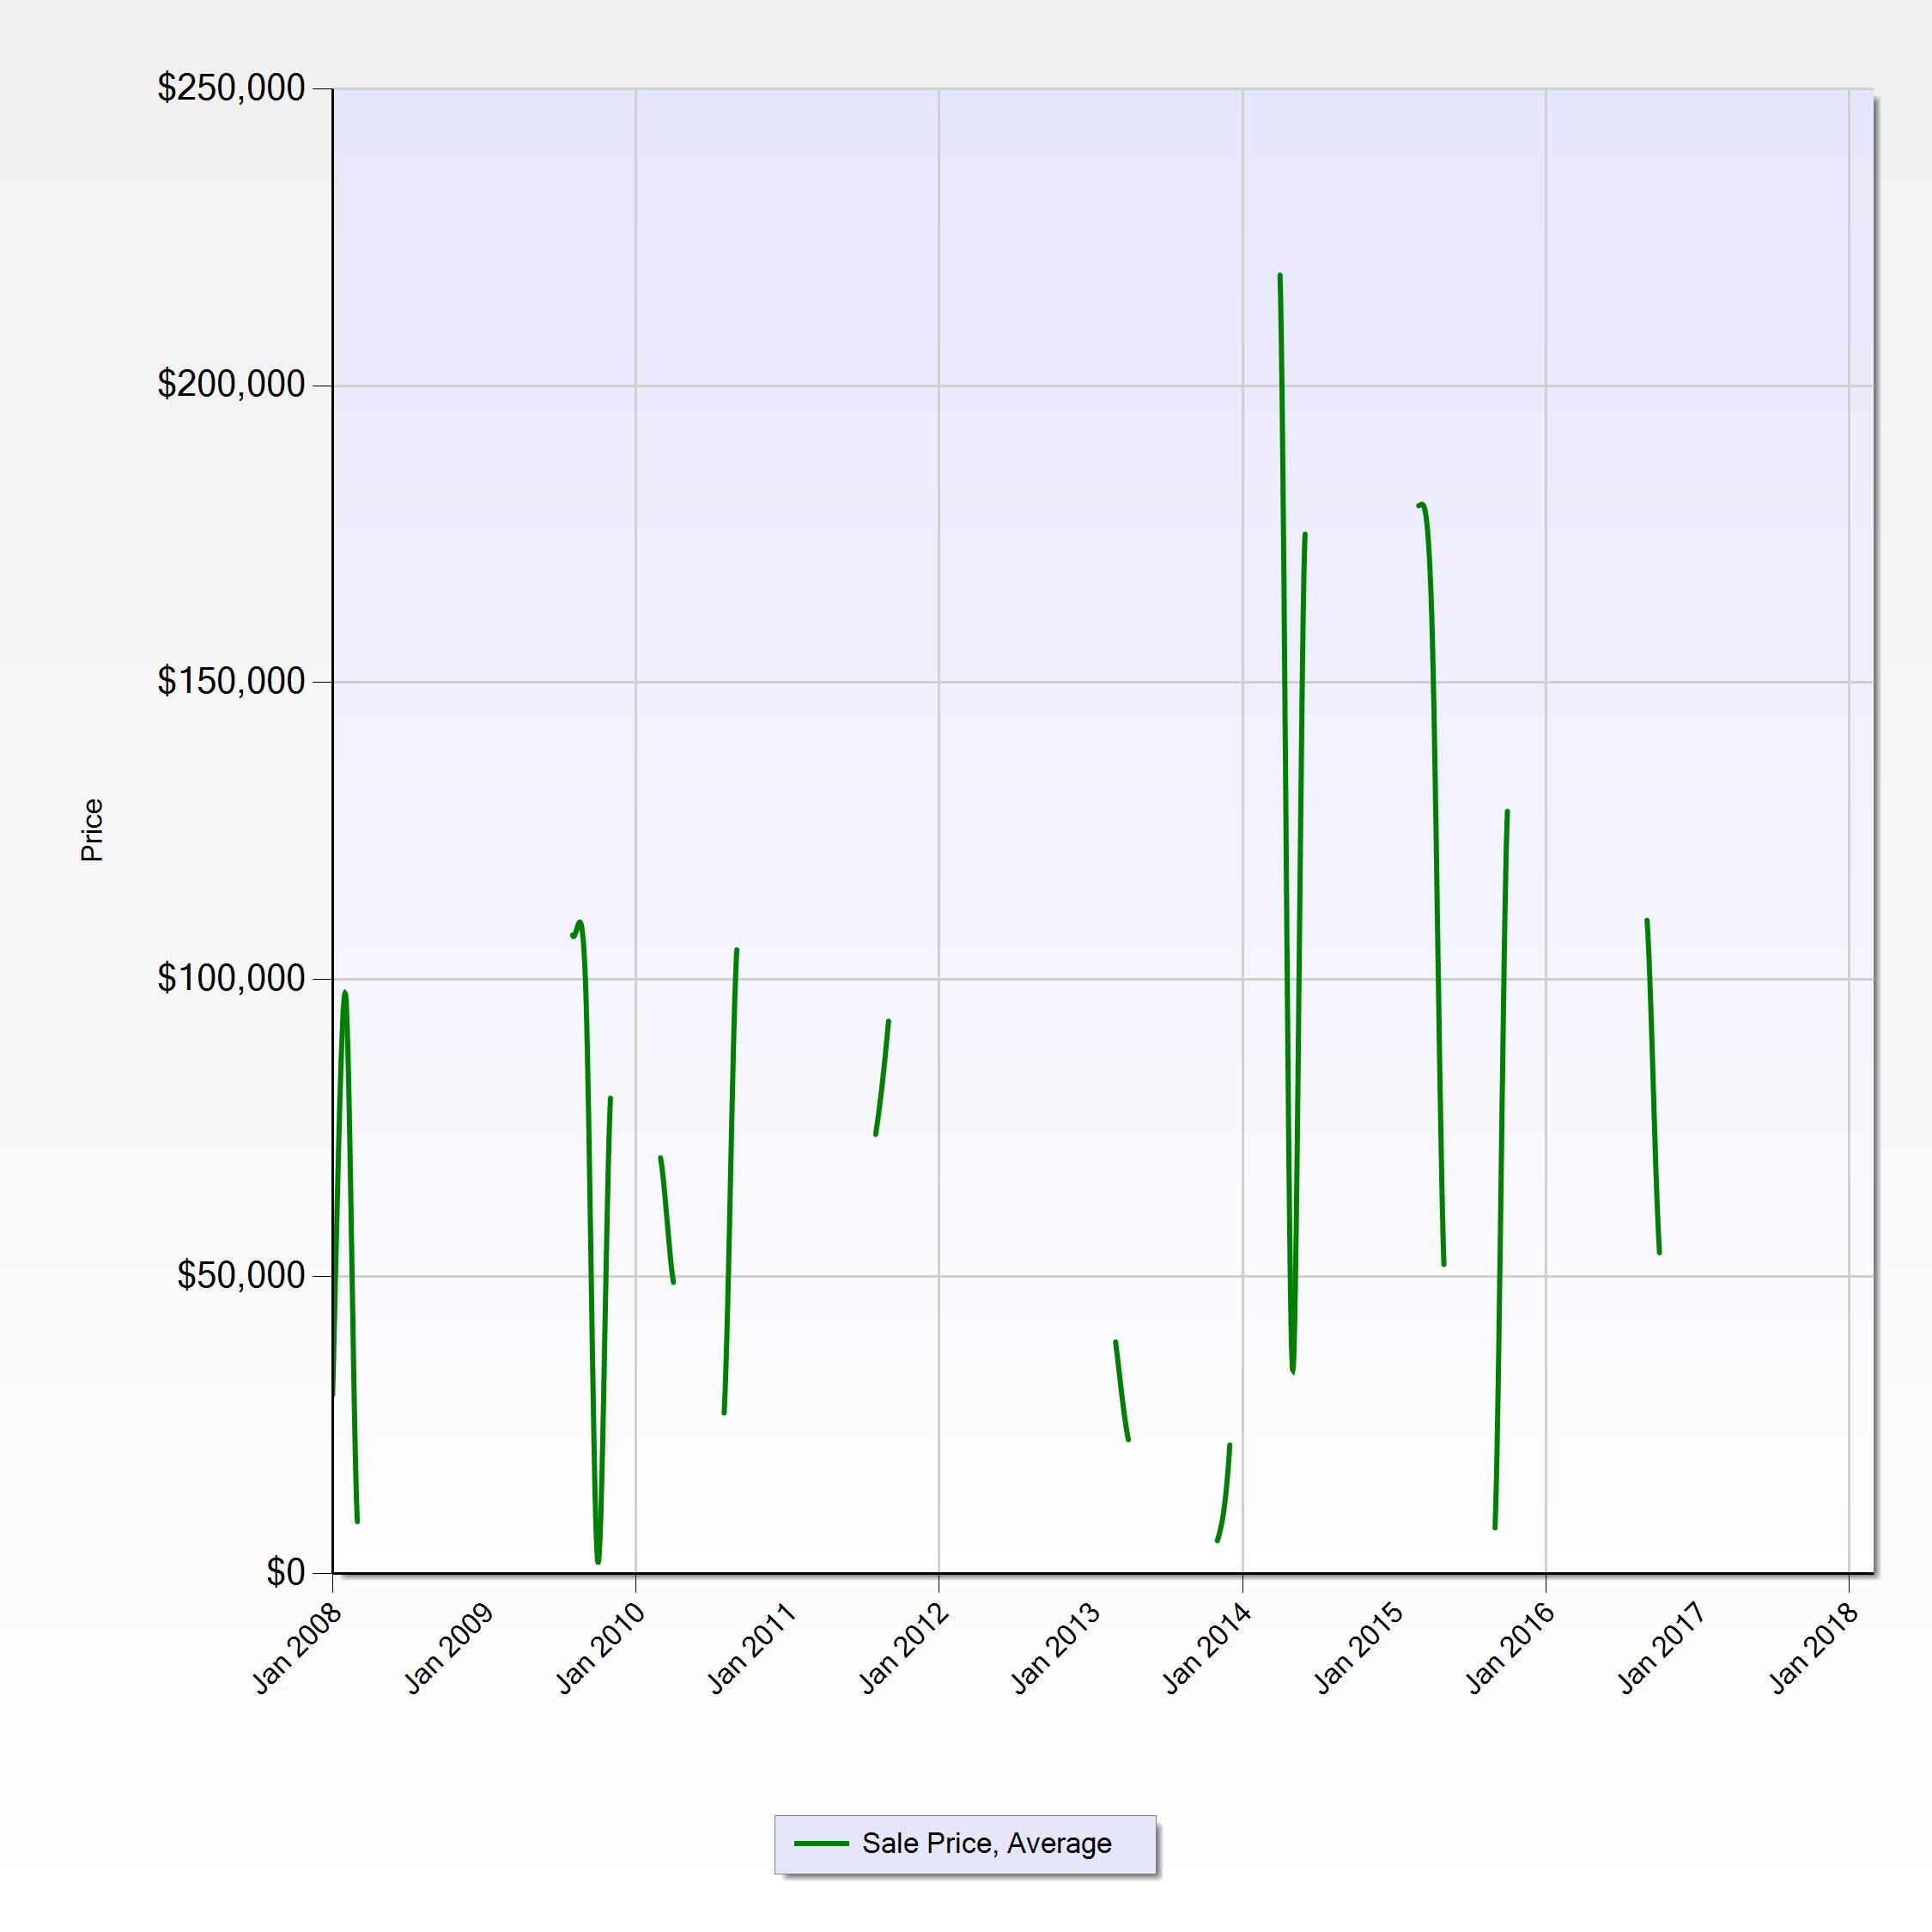 $250,000
$200,000
$150,000
$100,000
$50,000
$0
Price
Jan 2008
Jan 2009
Jan 2010
Jan 2011
Jan 2012
Jan 2013
Jan 2014
Jan 2015
Jan 2016
Jan 2017
Jan 2018
Sale Price, Average